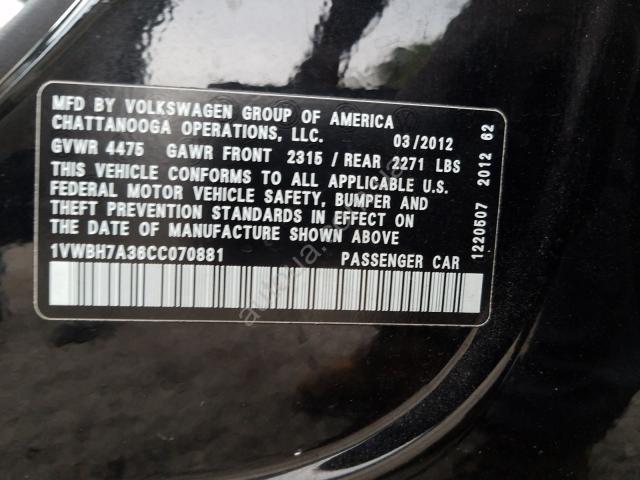 MFD BY VOLKSWAGEN GROUP OF AMERICA
CHATTANOOGA OPERATIONS, LLC. 03/2012
GVWR 4475 GAWR FRONT 2315 / REAR 2271 LBS
THIS VEHICLE CONFORMS TO ALL APPLICABLE U.S.
FEDERAL MOTOR VEHICLE SAFETY, BUMPER AND
THEFT PREVENTION STANDARDS IN EFFECT ON
THE DATE OF MANUFACTURE SHOWN ABOVE
1VWBH7A36CC070881 PASSENGER CAR
1220507 2012 62